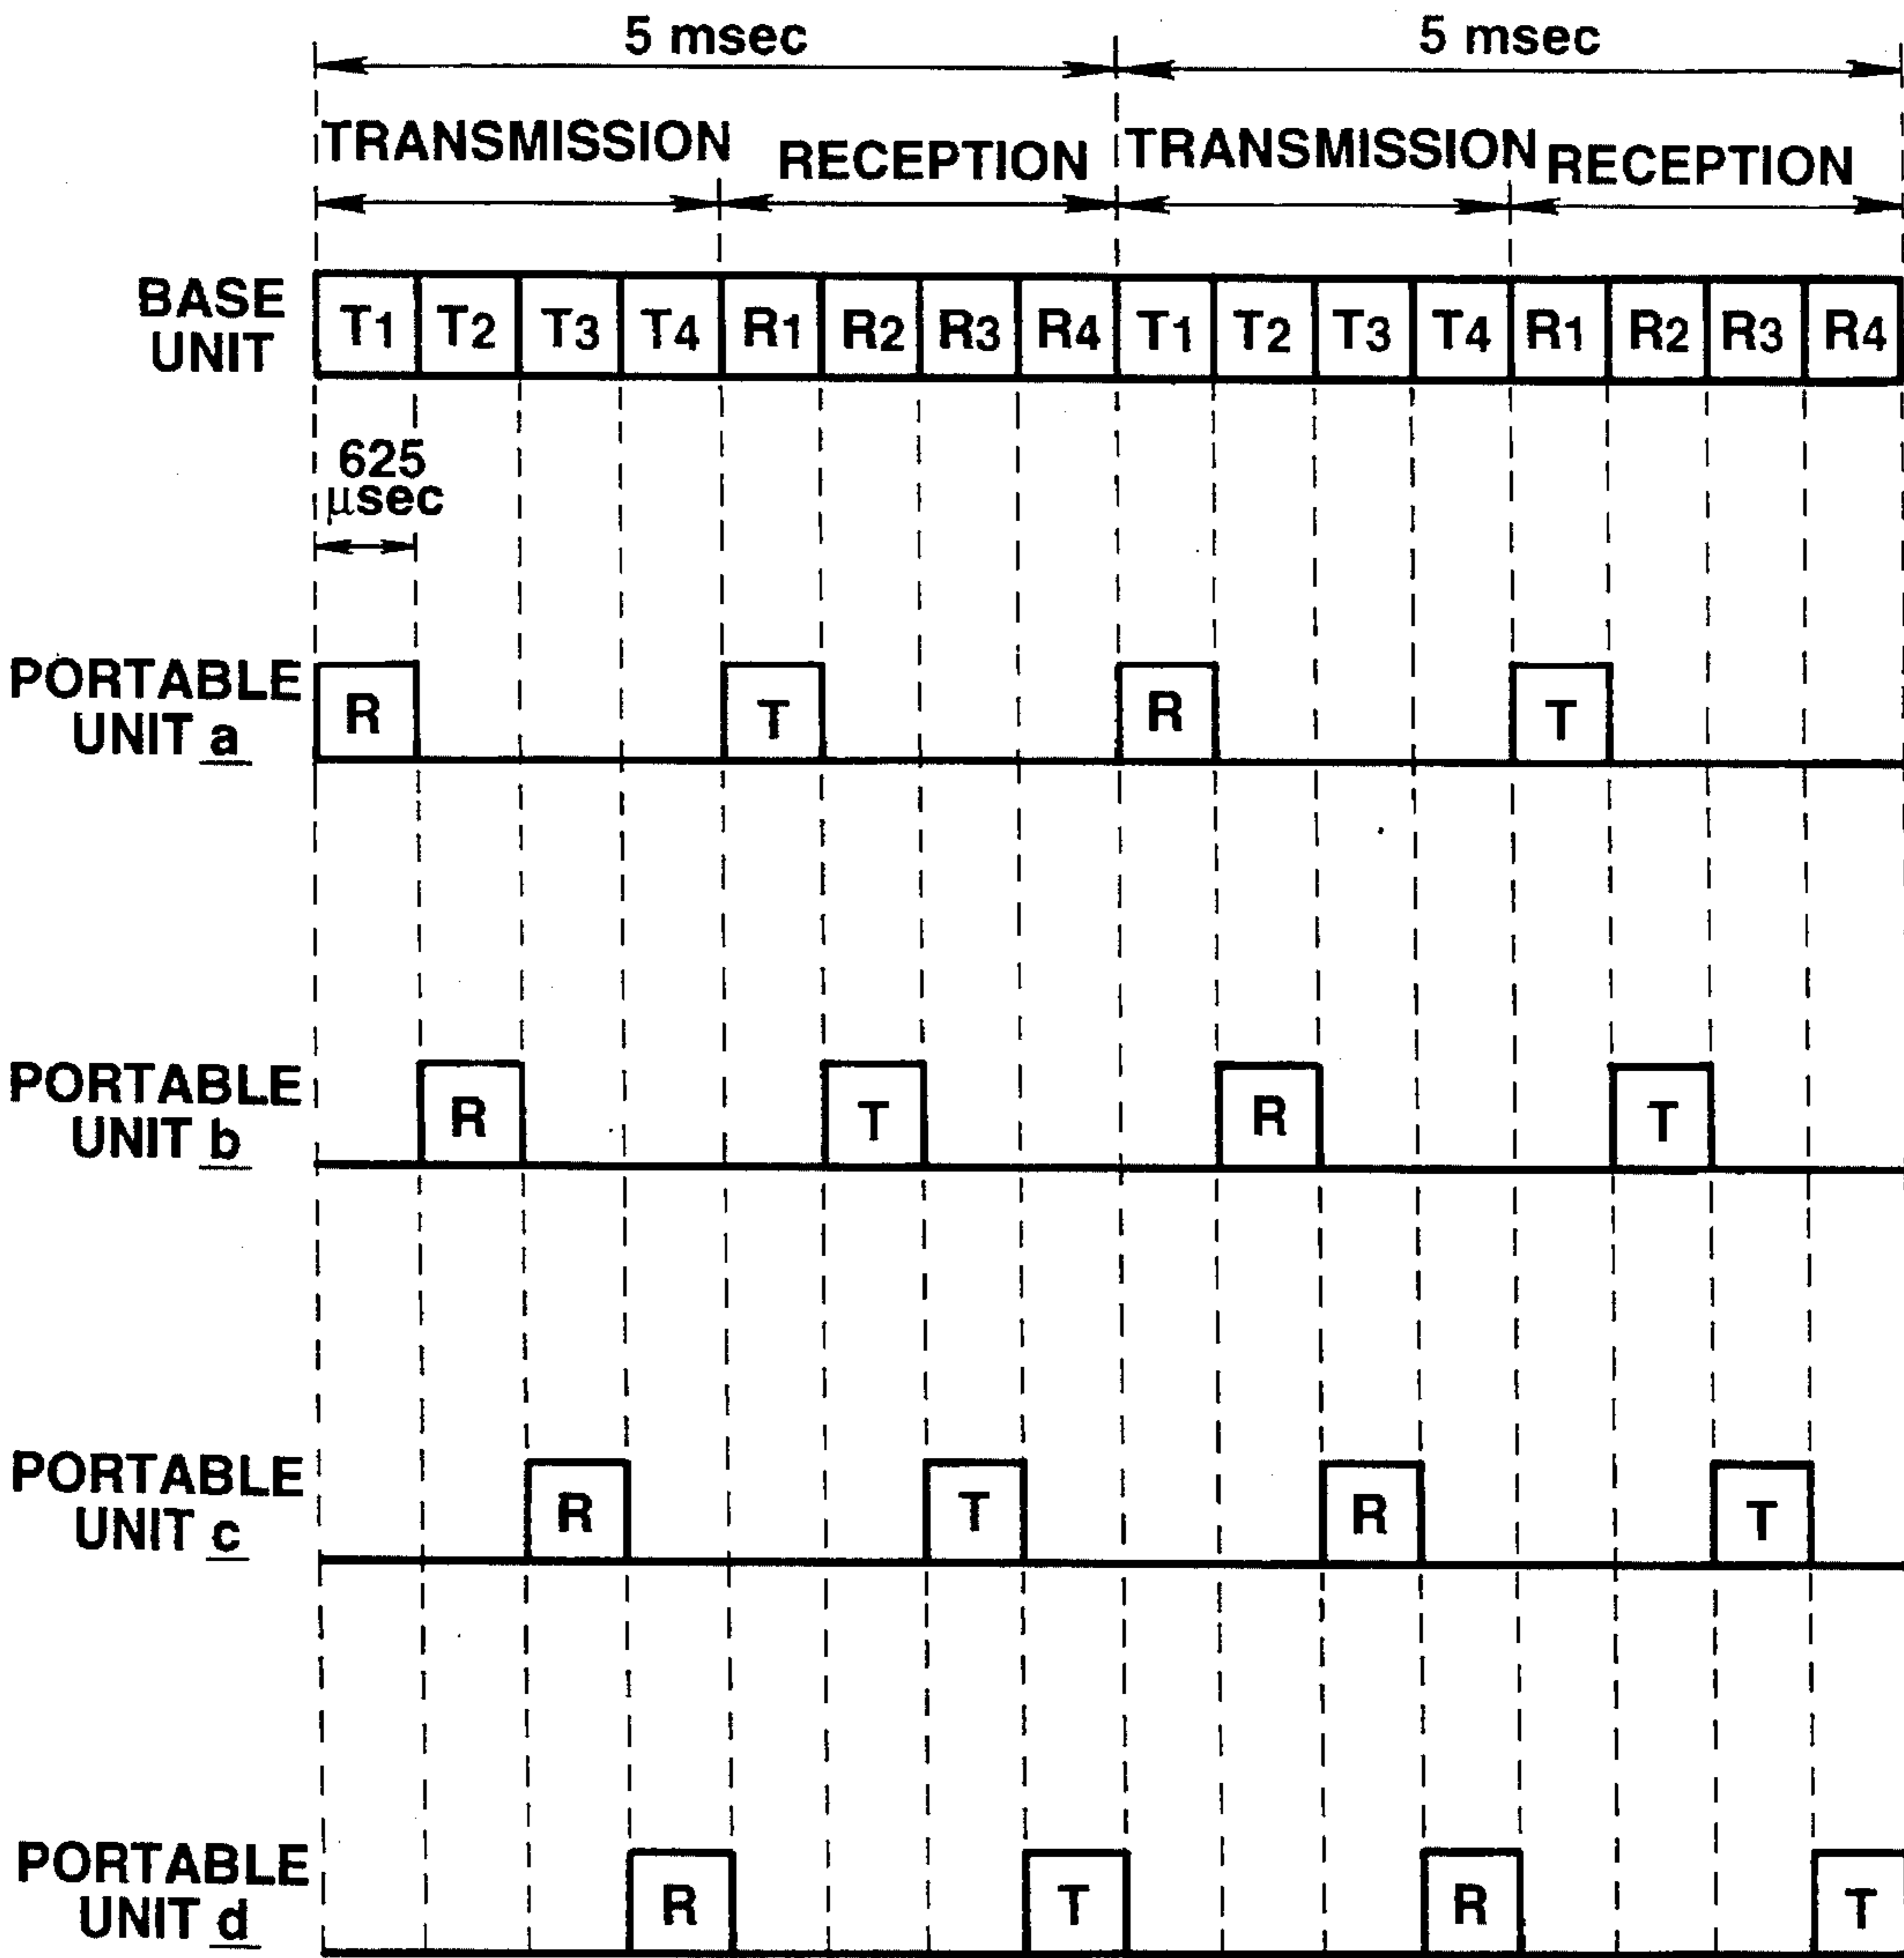 5 msec 5 msec
TRANSMISSION RECEPTION TRANSMISSION RECEPTION
BASE UNIT T1 T2 T3 T4 R1 R2 R3 R4 T1 T2 T3 T4 R1 R2 R3 R4
625
µsec
PORTABLE
UNIT a
R T R T
PORTABLE
UNIT b
R T R T
PORTABLE
UNIT c
R T R T
PORTABLE
UNIT d
R T R T